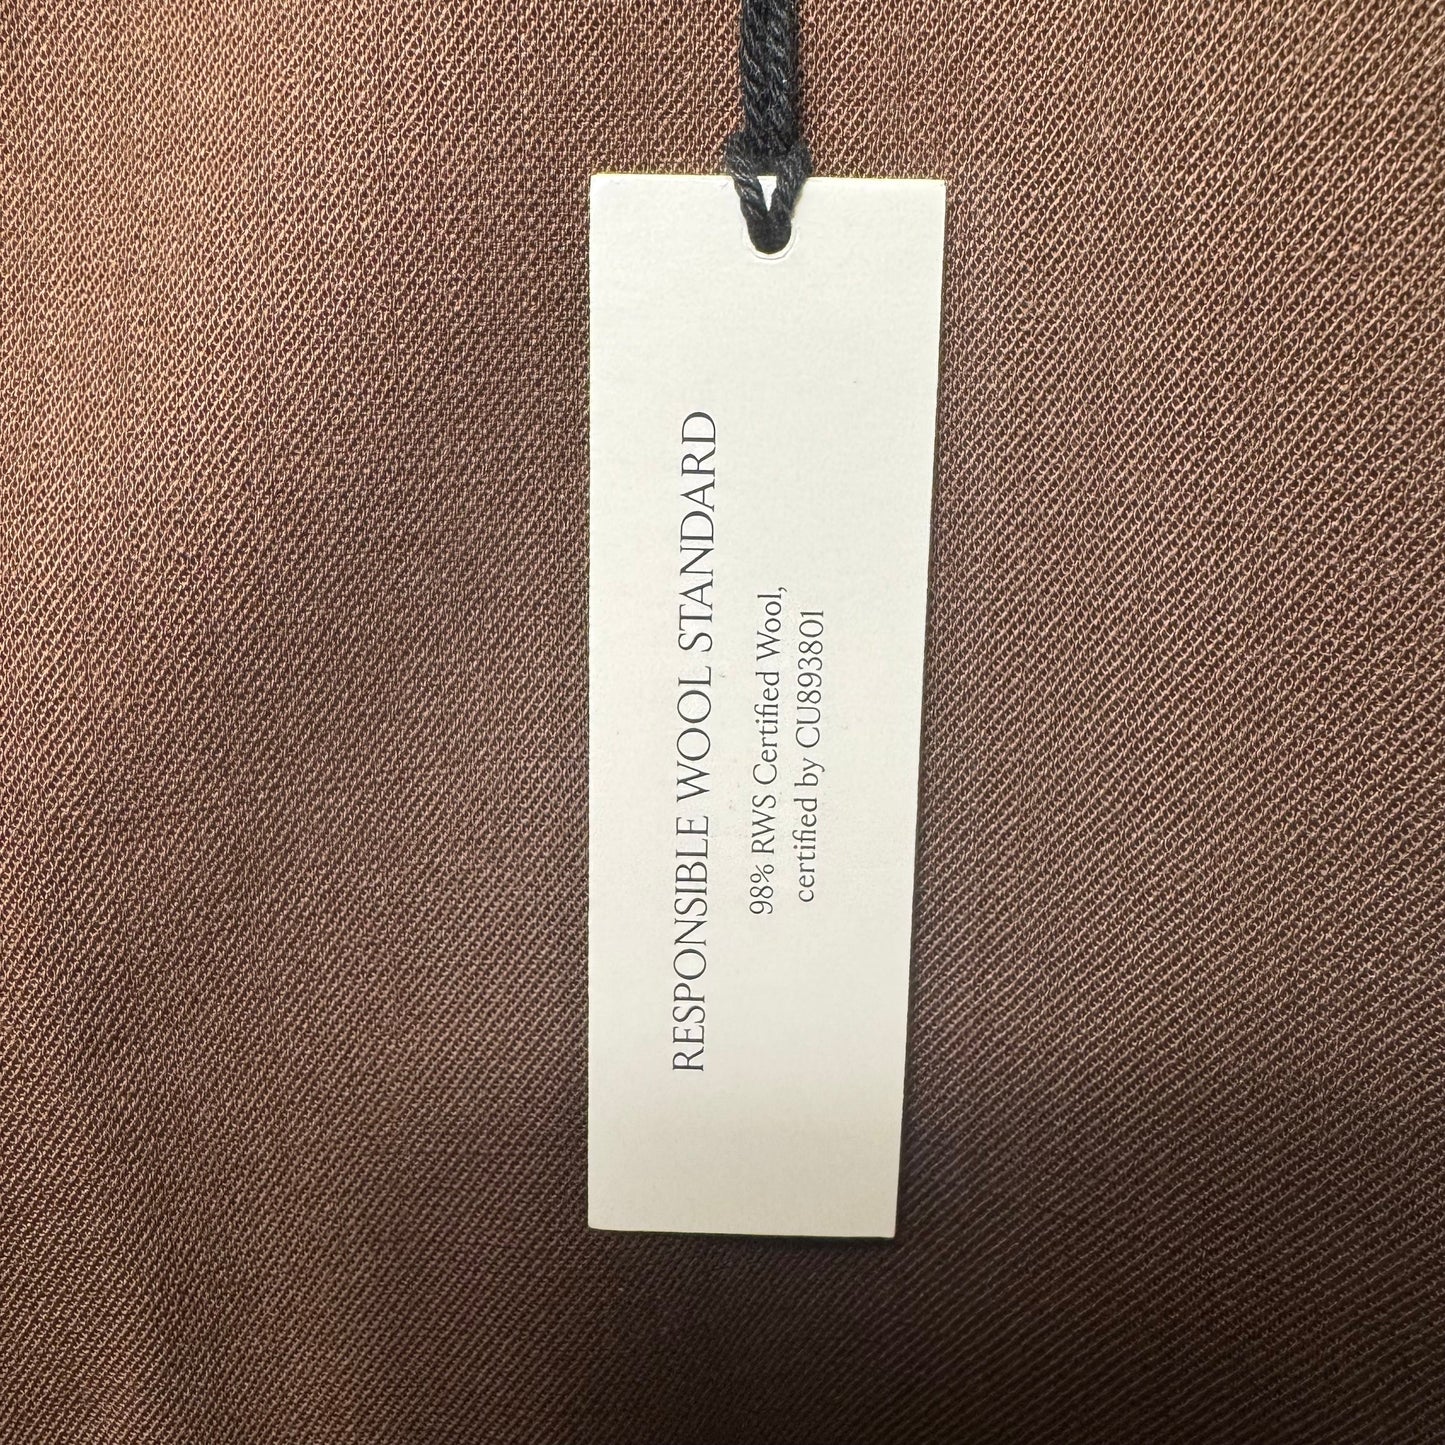 RESPONSIBLE WOOL STANDARD
98% RWS Certified Wool,
certified by CU893801